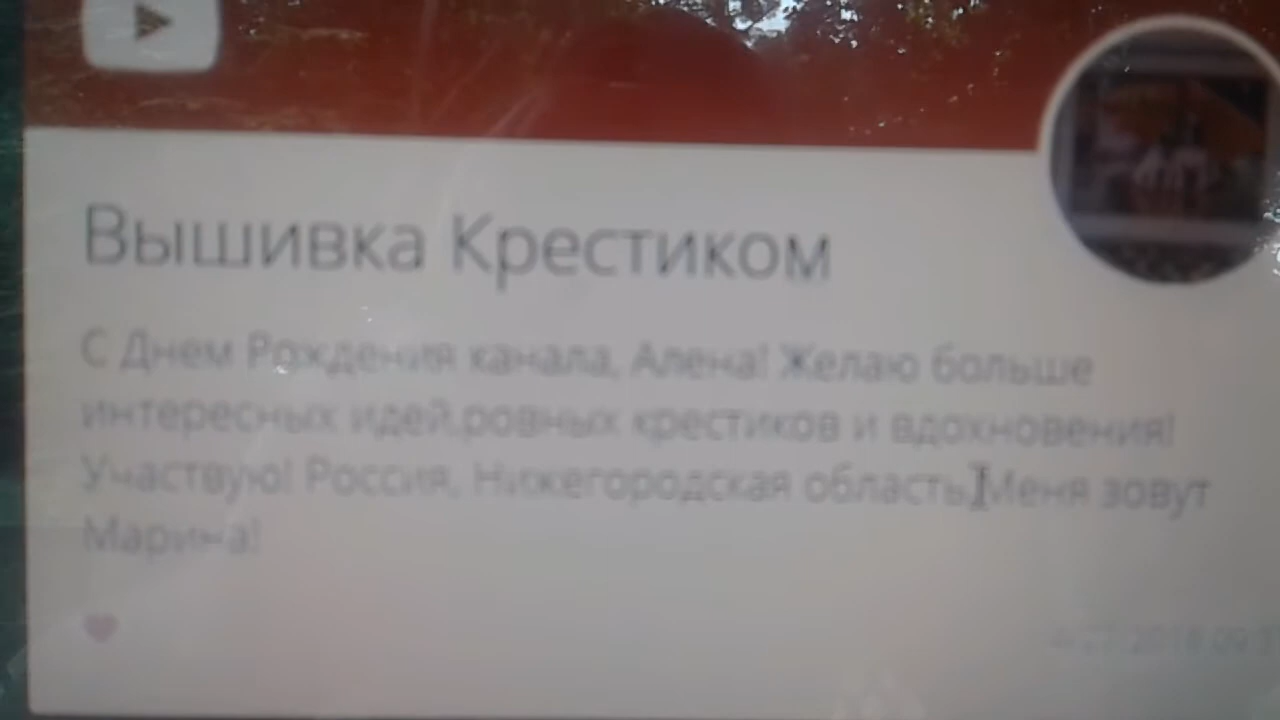 Вышивка Крестиком
С Днем Рождения канала, Алена! Желаю больше
интересных идей,ровных крестиков и вдохновения!
Участвую! Россия, Нижегородская область.Меня зовут
Марина!